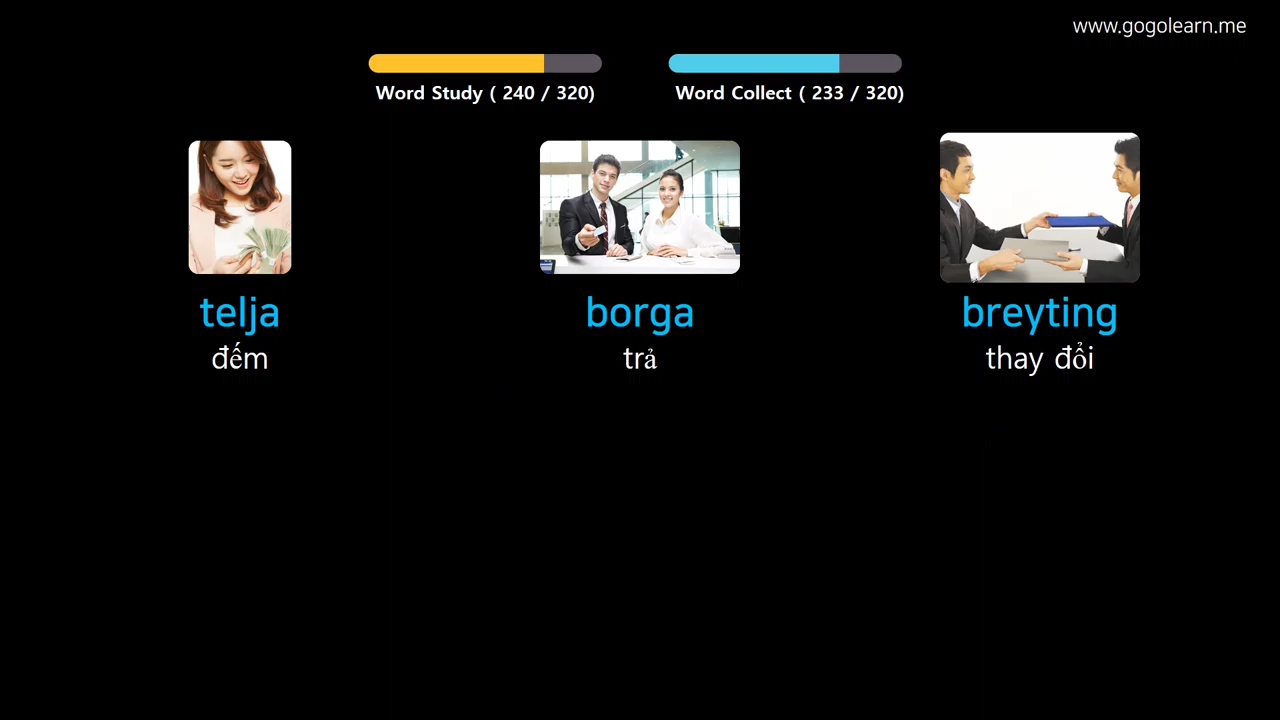 www.gogolearn.me
Word Study ( 240 / 320)
Word Collect ( 233 / 320)
telja
borga
breyting
đếm
trả
thay đổi